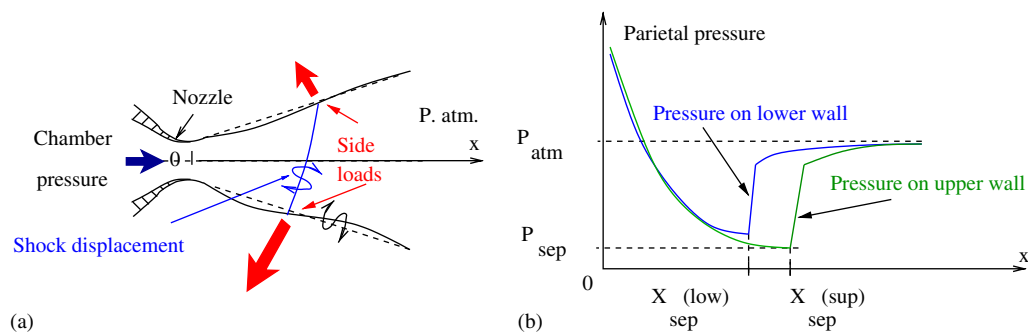 Nozzle
Chamber
pressure
0
P. atm.
x
Side
loads
Shock displacement
(a)
Parietal pressure
Pressure on lower wall
P
atm
Pressure on upper wall
P
sep
0
x
X (low)
sep
X (sup)
sep
(b)